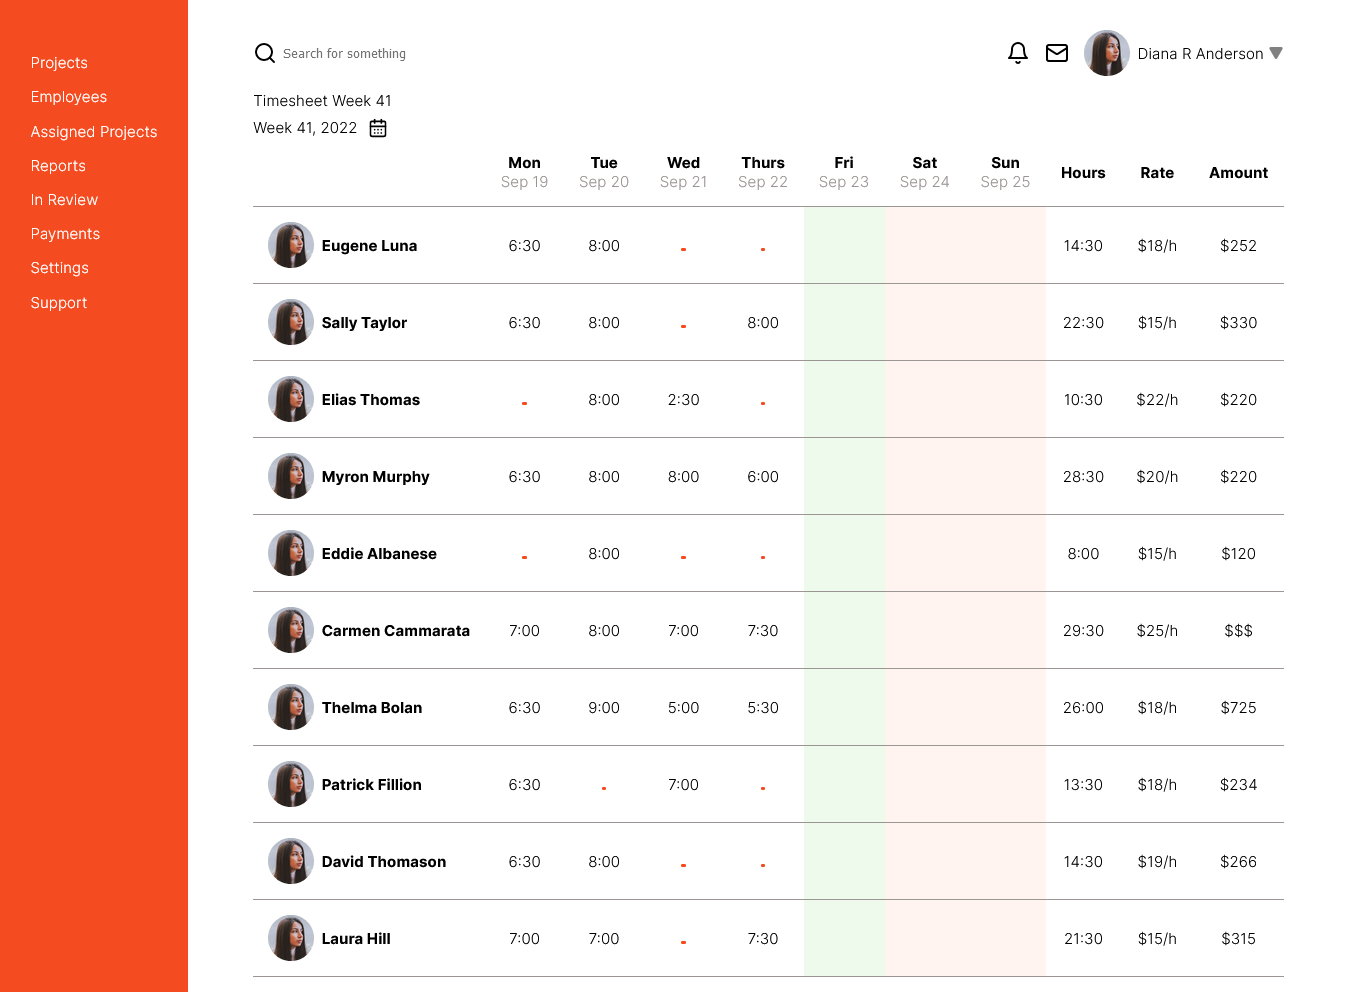 Projects
Employees
Assigned Projects
Reports
In Review
Payments
Settings
Support
Search for something
Diana R Anderson
Timesheet Week 41
Week 41, 2022
Mon Tue Wed Thurs Fri Sat Sun Hours Rate Amount
Sep 19 Sep 20 Sep 21 Sep 22 Sep 23 Sep 24 Sep 25
Eugene Luna 6:30 8:00 - - 14:30 $18/h $252
Sally Taylor 6:30 8:00 - 8:00 22:30 $15/h $330
Elias Thomas - 8:00 2:30 - 10:30 $22/h $220
Myron Murphy 6:30 8:00 8:00 6:00 28:30 $20/h $220
Eddie Albanese - 8:00 - - 8:00 $15/h $120
Carmen Cammarata 7:00 8:00 7:00 7:30 29:30 $25/h $$$
Thelma Bolan 6:30 9:00 5:00 5:30 26:00 $18/h $725
Patrick Fillion 6:30 - 7:00 - 13:30 $18/h $234
David Thomason 6:30 8:00 - - 14:30 $19/h $266
Laura Hill 7:00 7:00 - 7:30 21:30 $15/h $315